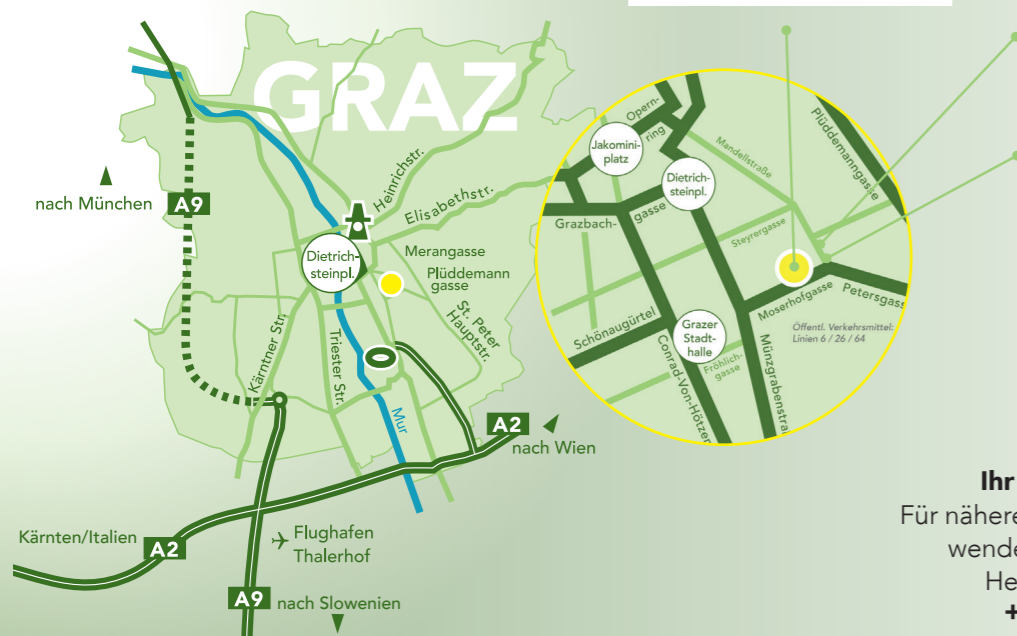 GRAZ
nach München
A9
Heinrichstr.
Elisabethstr.
Dietrich-
steinpl.
Merangasse
Plüddemann
gasse
St. Peter
Hauptstr.
Kärntner Str.
Triester Str.
Mur
A2
nach Wien
Kärnten/Italien
A2
Flughafen
Thalerhof
A9
nach Slowenien
Opern-
ring
Jakomini-
platz
Mandellstraße
Plüddemanngasse
Dietrich-
steinpl.
Grazbach-
gasse
Steyrergasse
Moserhofgasse
Petersgass
Schönaugürtel
Grazer
Stadt-
halle
Fröhlich-
gasse
Conrad-Von-Hötzen
Münzgrabenstra
Öffentl. Verkehrsmittel:
Linien 6 / 26 / 64
Ihr
Für nähere
wende
He
+